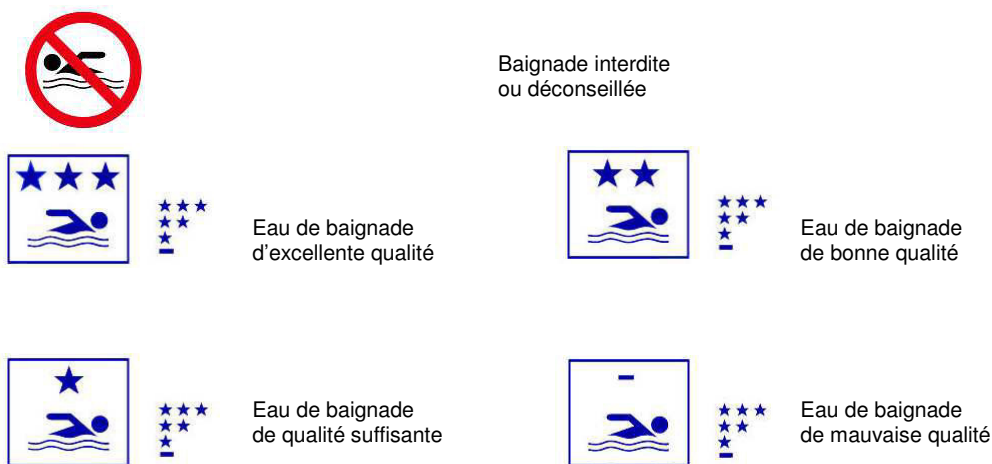 Baignade interdite
ou déconseillée
Eau de baignade
d'excellente qualité
Eau de baignade
de bonne qualité
Eau de baignade
de qualité suffisante
Eau de baignade
de mauvaise qualité